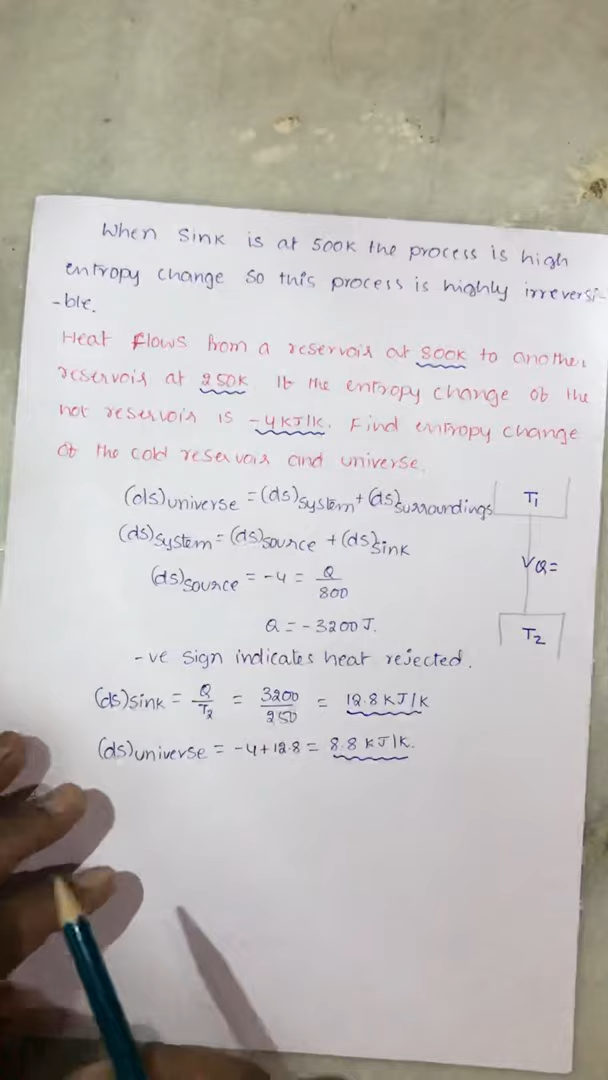 When sink is at 500K the process is high
entropy change so this process is highly irreversi-
-ble.
Heat flows from a reservoir at 800K to another
reservoir at 250K If the entropy change of the
hot reservoir is -4 KJ/K. Find entropy change
of the cold reservoir and universe.
(ds)universe = (ds)system + (ds)surroundings
(ds)system = (ds)source + (ds)sink
(ds)source = -4 = Q/800
Q = -3200 J.
-ve sign indicates heat rejected.
(ds)sink = Q/T2 = 3200/250 = 12.8 KJ/K
(ds)universe = -4+12.8 = 8.8 KJ/K.
T1
Q=
T2